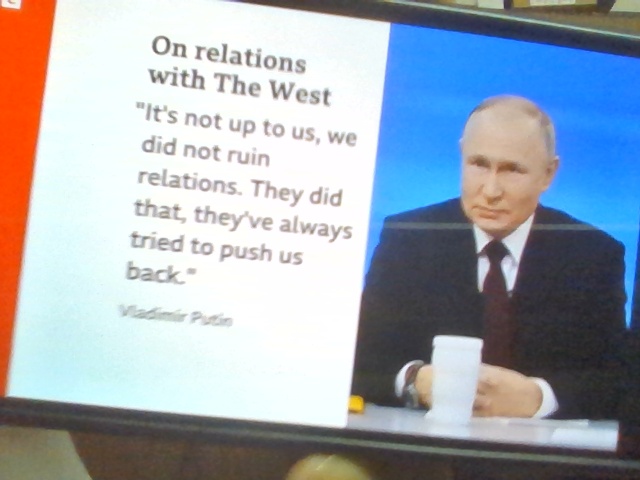 On relations
with The West
"It's not up to us, we
did not ruin
relations. They did
that, they've always
tried to push us
back."
Vladimir Putin